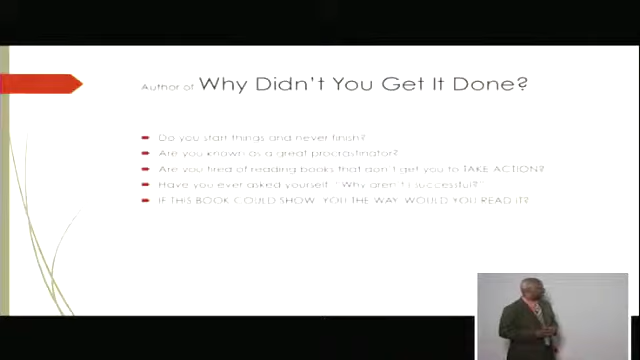 Author of Why Didn't You Get It Done?
Do you start things and never finish?
Are you known as a great procrastinator?
Are you tired of reading books that don't get you to TAKE ACTION?
Have you ever asked yourself, "Why aren't I successful?"
IF THIS BOOK COULD SHOW YOU THE WAY WOULD YOU READ IT?